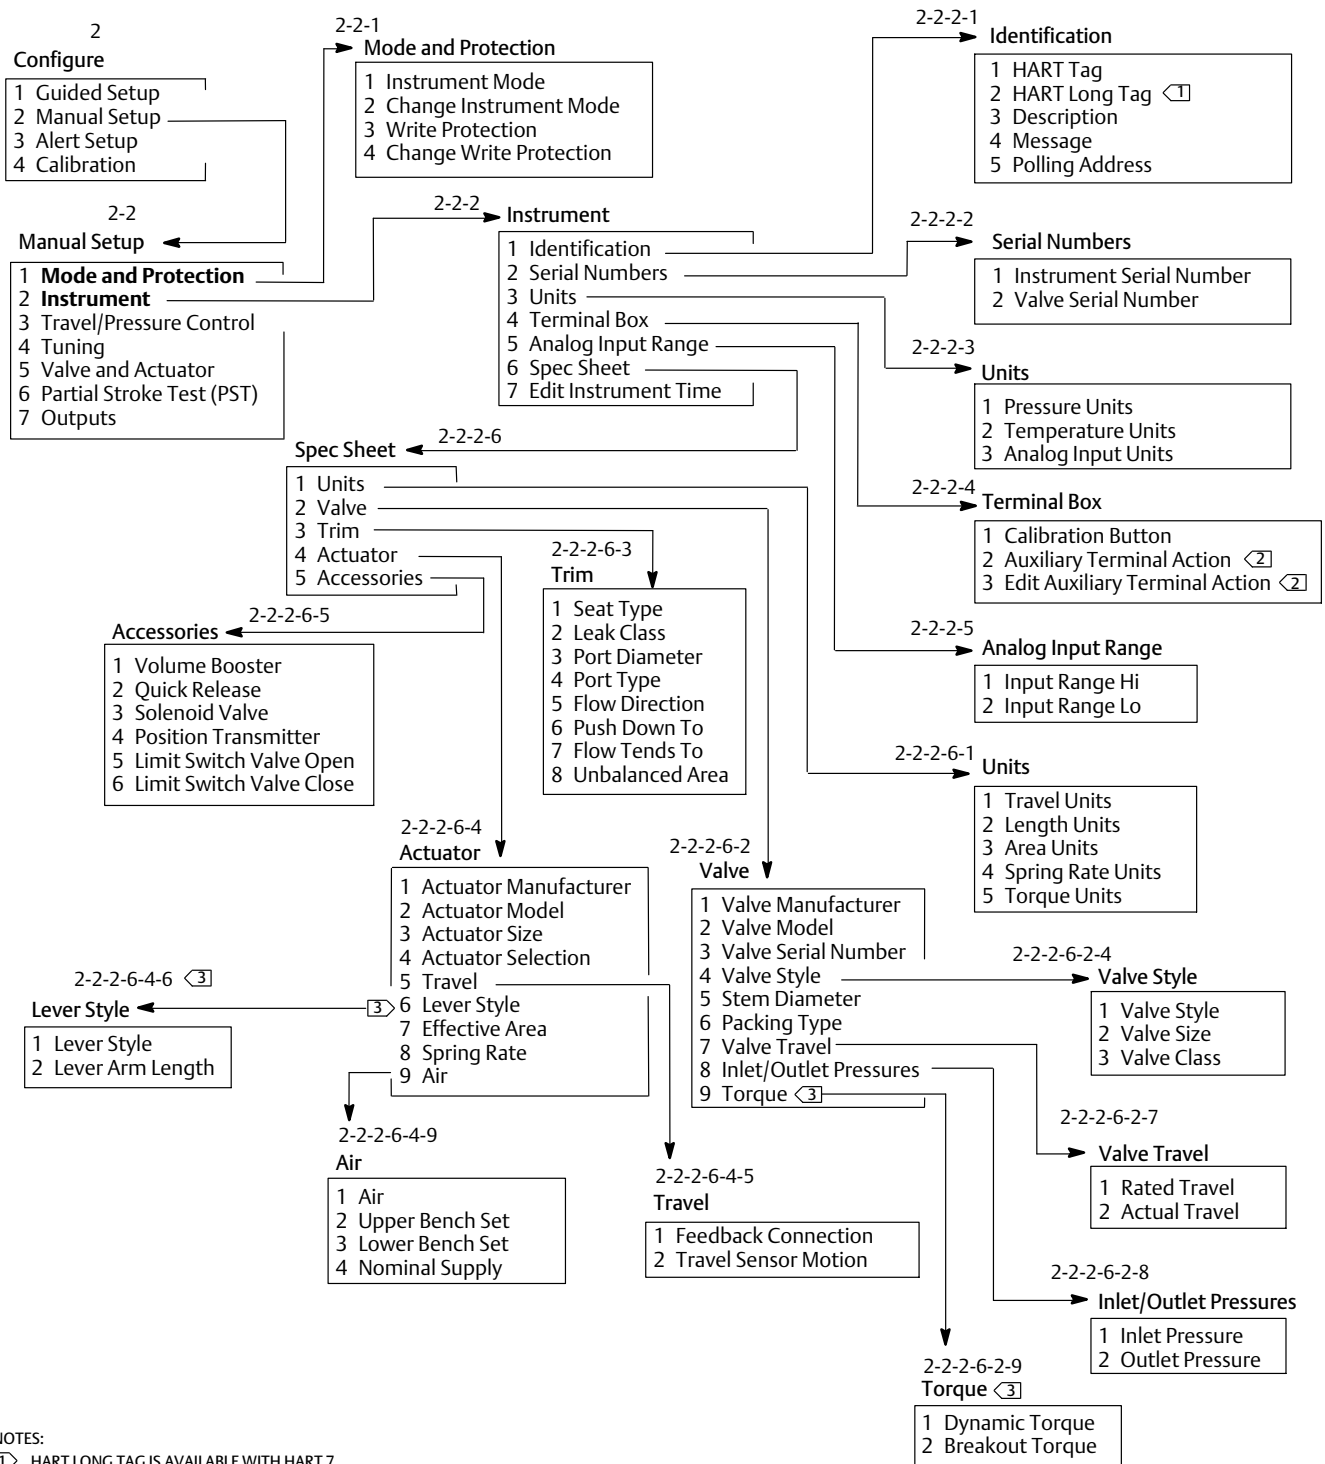 2
Configure
1 Guided Setup
2 Manual Setup
3 Alert Setup
4 Calibration
2-2
Manual Setup
1 Mode and Protection
2 Instrument
3 Travel/Pressure Control
4 Tuning
5 Valve and Actuator
6 Partial Stroke Test (PST)
7 Outputs
2-2-1
Mode and Protection
1 Instrument Mode
2 Change Instrument Mode
3 Write Protection
4 Change Write Protection
2-2-2
Instrument
1 Identification
2 Serial Numbers
3 Units
4 Terminal Box
5 Analog Input Range
6 Spec Sheet
7 Edit Instrument Time
2-2-2-1
Identification
1 HART Tag
2 HART Long Tag 1
3 Description
4 Message
5 Polling Address
2-2-2-2
Serial Numbers
1 Instrument Serial Number
2 Valve Serial Number
2-2-2-3
Units
1 Pressure Units
2 Temperature Units
3 Analog Input Units
2-2-2-4
Terminal Box
1 Calibration Button
2 Auxiliary Terminal Action 2
3 Edit Auxiliary Terminal Action 2
2-2-2-5
Analog Input Range
1 Input Range Hi
2 Input Range Lo
2-2-2-6
Spec Sheet
1 Units
2 Valve
3 Trim
4 Actuator
5 Accessories
2-2-2-6-5
Accessories
1 Volume Booster
2 Quick Release
3 Solenoid Valve
4 Position Transmitter
5 Limit Switch Valve Open
6 Limit Switch Valve Close
2-2-2-6-3
Trim
1 Seat Type
2 Leak Class
3 Port Diameter
4 Port Type
5 Flow Direction
6 Push Down To
7 Flow Tends To
8 Unbalanced Area
2-2-2-6-1
Units
1 Travel Units
2 Length Units
3 Area Units
4 Spring Rate Units
5 Torque Units
2-2-2-6-4
Actuator
1 Actuator Manufacturer
2 Actuator Model
3 Actuator Size
4 Actuator Selection
5 Travel
3 6 Lever Style
7 Effective Area
8 Spring Rate
9 Air
2-2-2-6-2
Valve
1 Valve Manufacturer
2 Valve Model
3 Valve Serial Number
4 Valve Style
5 Stem Diameter
6 Packing Type
7 Valve Travel
8 Inlet/Outlet Pressures
9 Torque 3
2-2-2-6-4-6 3
Lever Style
1 Lever Style
2 Lever Arm Length
2-2-2-6-2-4
Valve Style
1 Valve Style
2 Valve Size
3 Valve Class
2-2-2-6-2-7
Valve Travel
1 Rated Travel
2 Actual Travel
2-2-2-6-4-9
Air
1 Air
2 Upper Bench Set
3 Lower Bench Set
4 Nominal Supply
2-2-2-6-4-5
Travel
1 Feedback Connection
2 Travel Sensor Motion
2-2-2-6-2-8
Inlet/Outlet Pressures
1 Inlet Pressure
2 Outlet Pressure
2-2-2-6-2-9
Torque 3
1 Dynamic Torque
2 Breakout Torque
NOTES:
1 HART LONG TAG IS AVAILABLE WITH HART 7